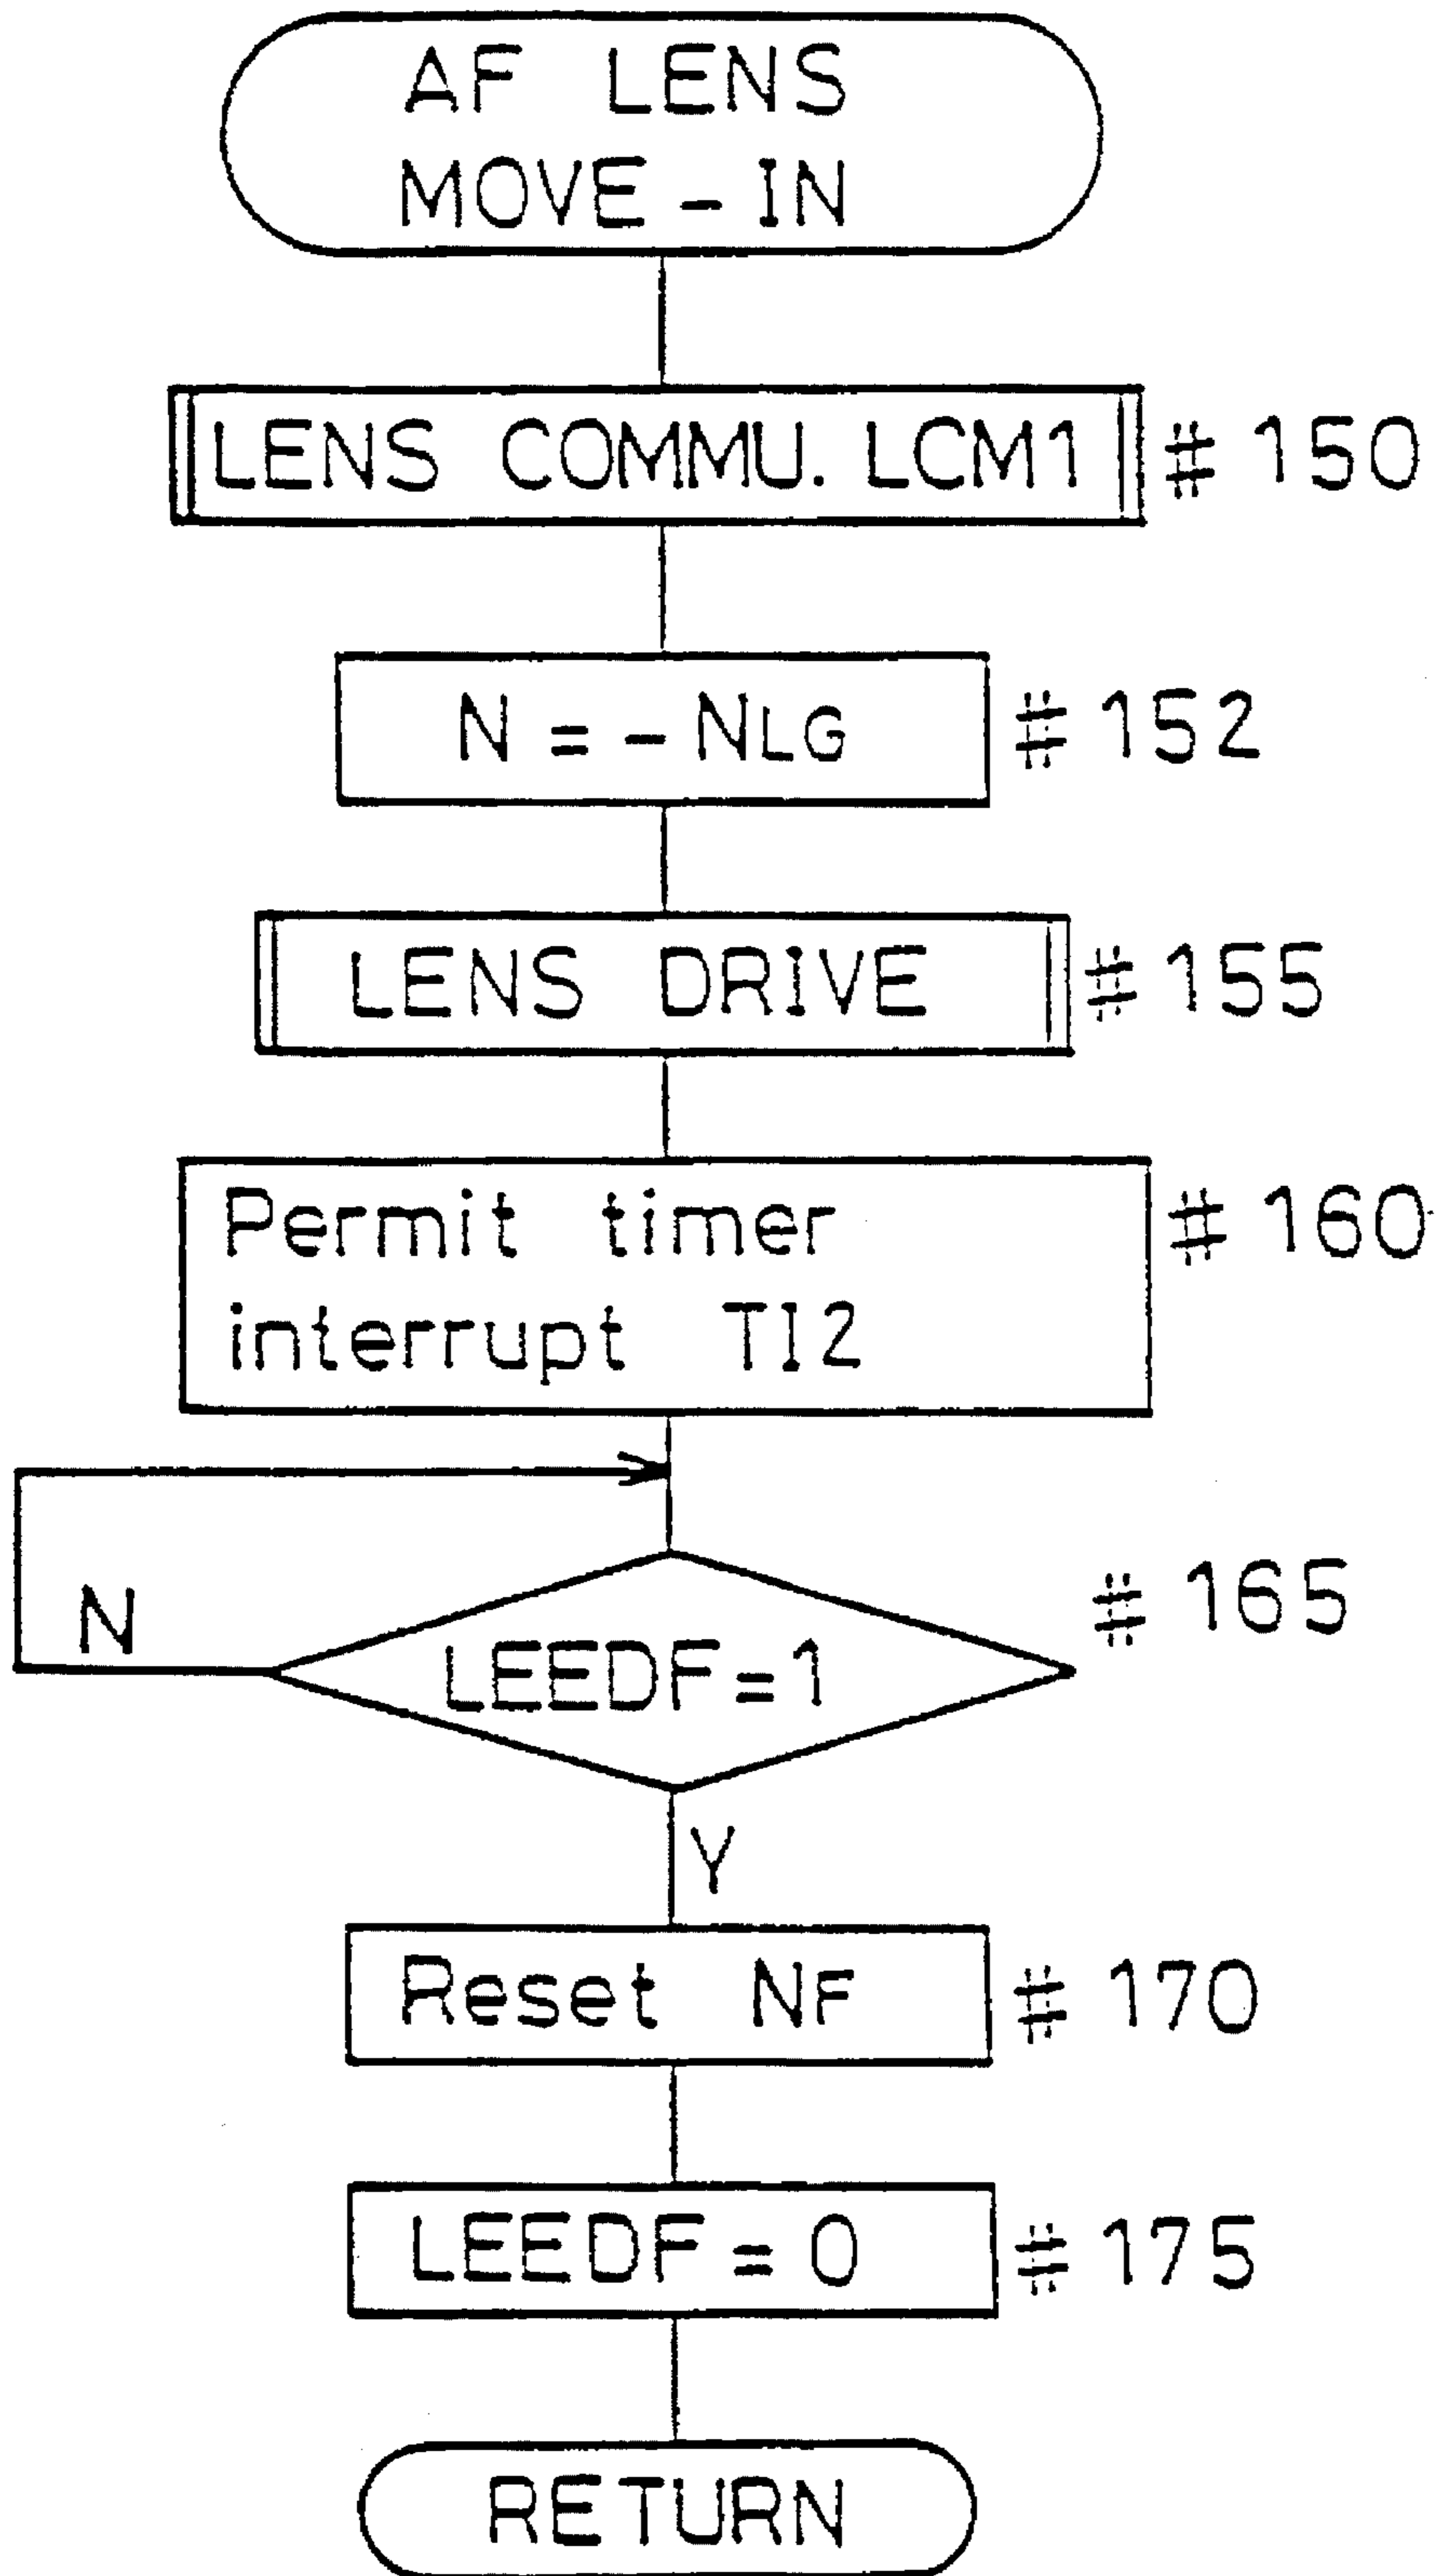 AF LENS
MOVE - IN
LENS COMMU. LCM1 # 150
N = - NLG # 152
LENS DRIVE # 155
Permit timer # 160
interrupt TI2
N
LEEDF = 1 # 165
Y
Reset NF # 170
LEEDF = 0 # 175
RETURN